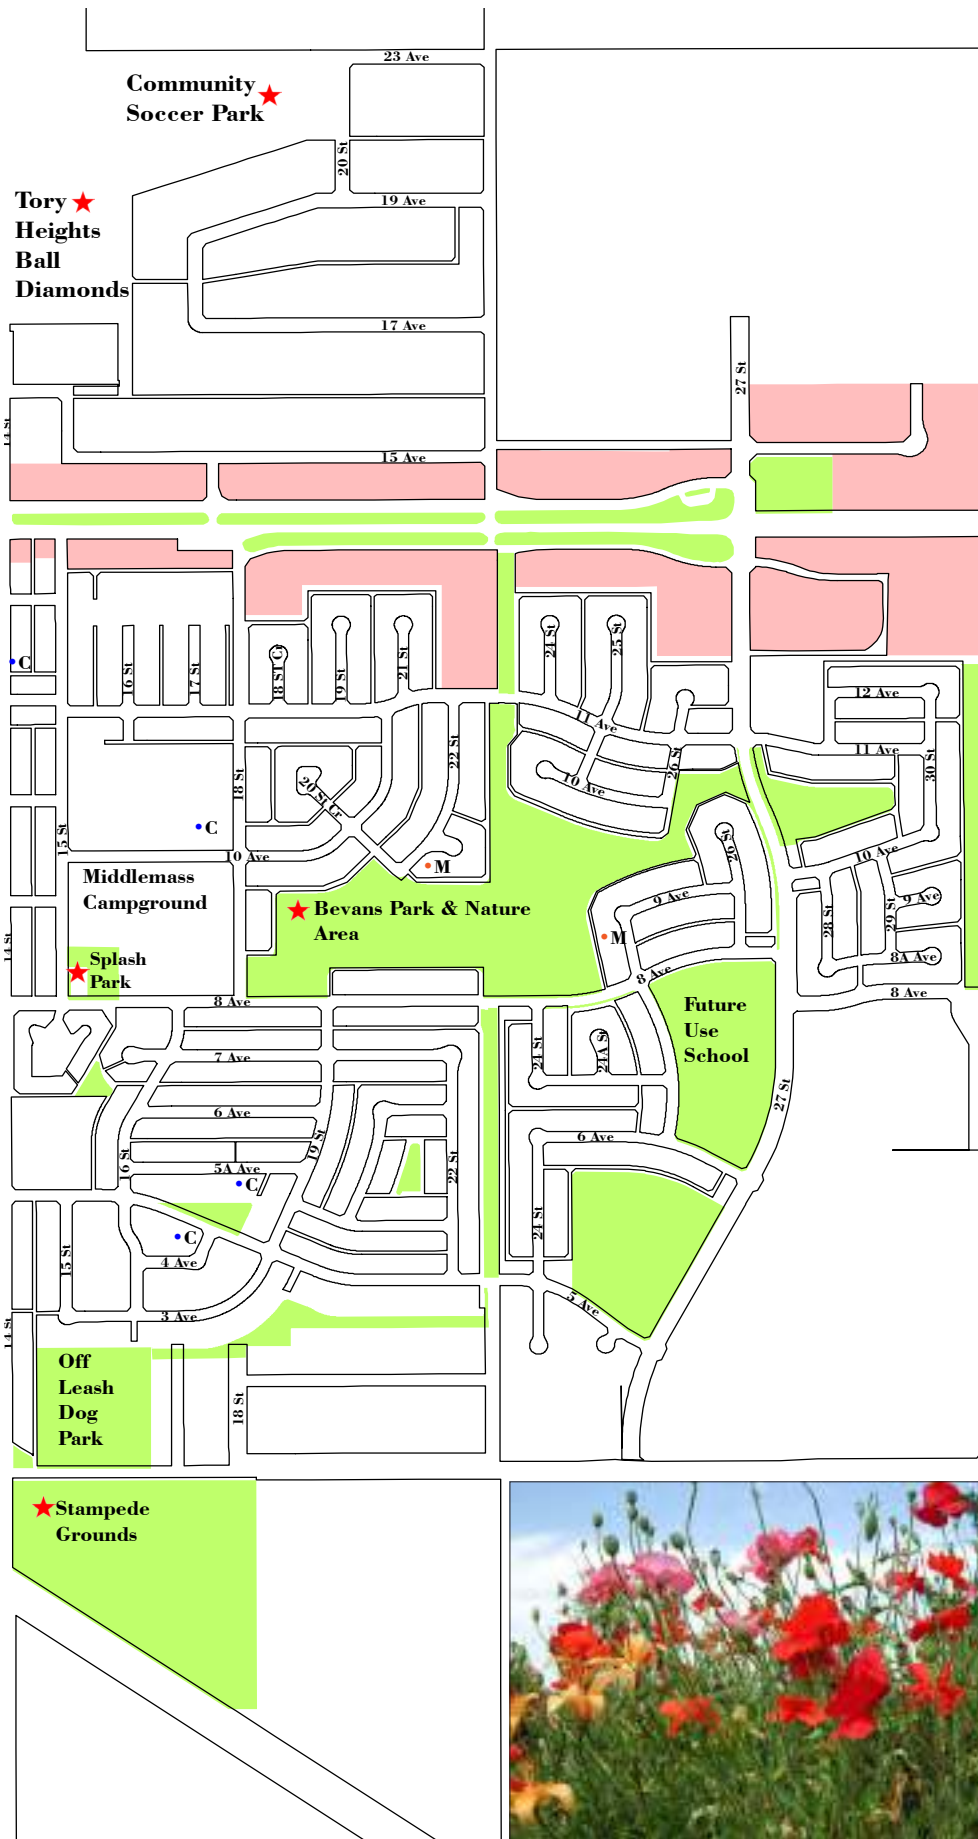 23 Ave
Community
Soccer Park
20 St
Tory
Heights
Ball
Diamonds
19 Ave
17 Ave
27 St
14 St
15 Ave
C
16 St
17 St
18 St Cr
19 St
21 St
24 St
25 St
12 Ave
11 Ave
11 Ave
22 St
26 St
30 St
18 St
20 St Cr
10 Ave
15 St
C
10 Ave
26 St
10 Ave
M
Middlemass
Campground
9 Ave
9 Ave
Bevans Park & Nature
Area
28 St
29 St
M
14 St
Splash
Park
8A Ave
8 Ave
8 Ave
8 Ave
Future
Use
School
24 St
24A St
7 Ave
27 St
6 Ave
19 St
6 Ave
16 St
5A Ave
22 St
C
24 St
C
15 St
4 Ave
5 Ave
3 Ave
14 St
Off
Leash
Dog
Park
18 St
Stampede
Grounds